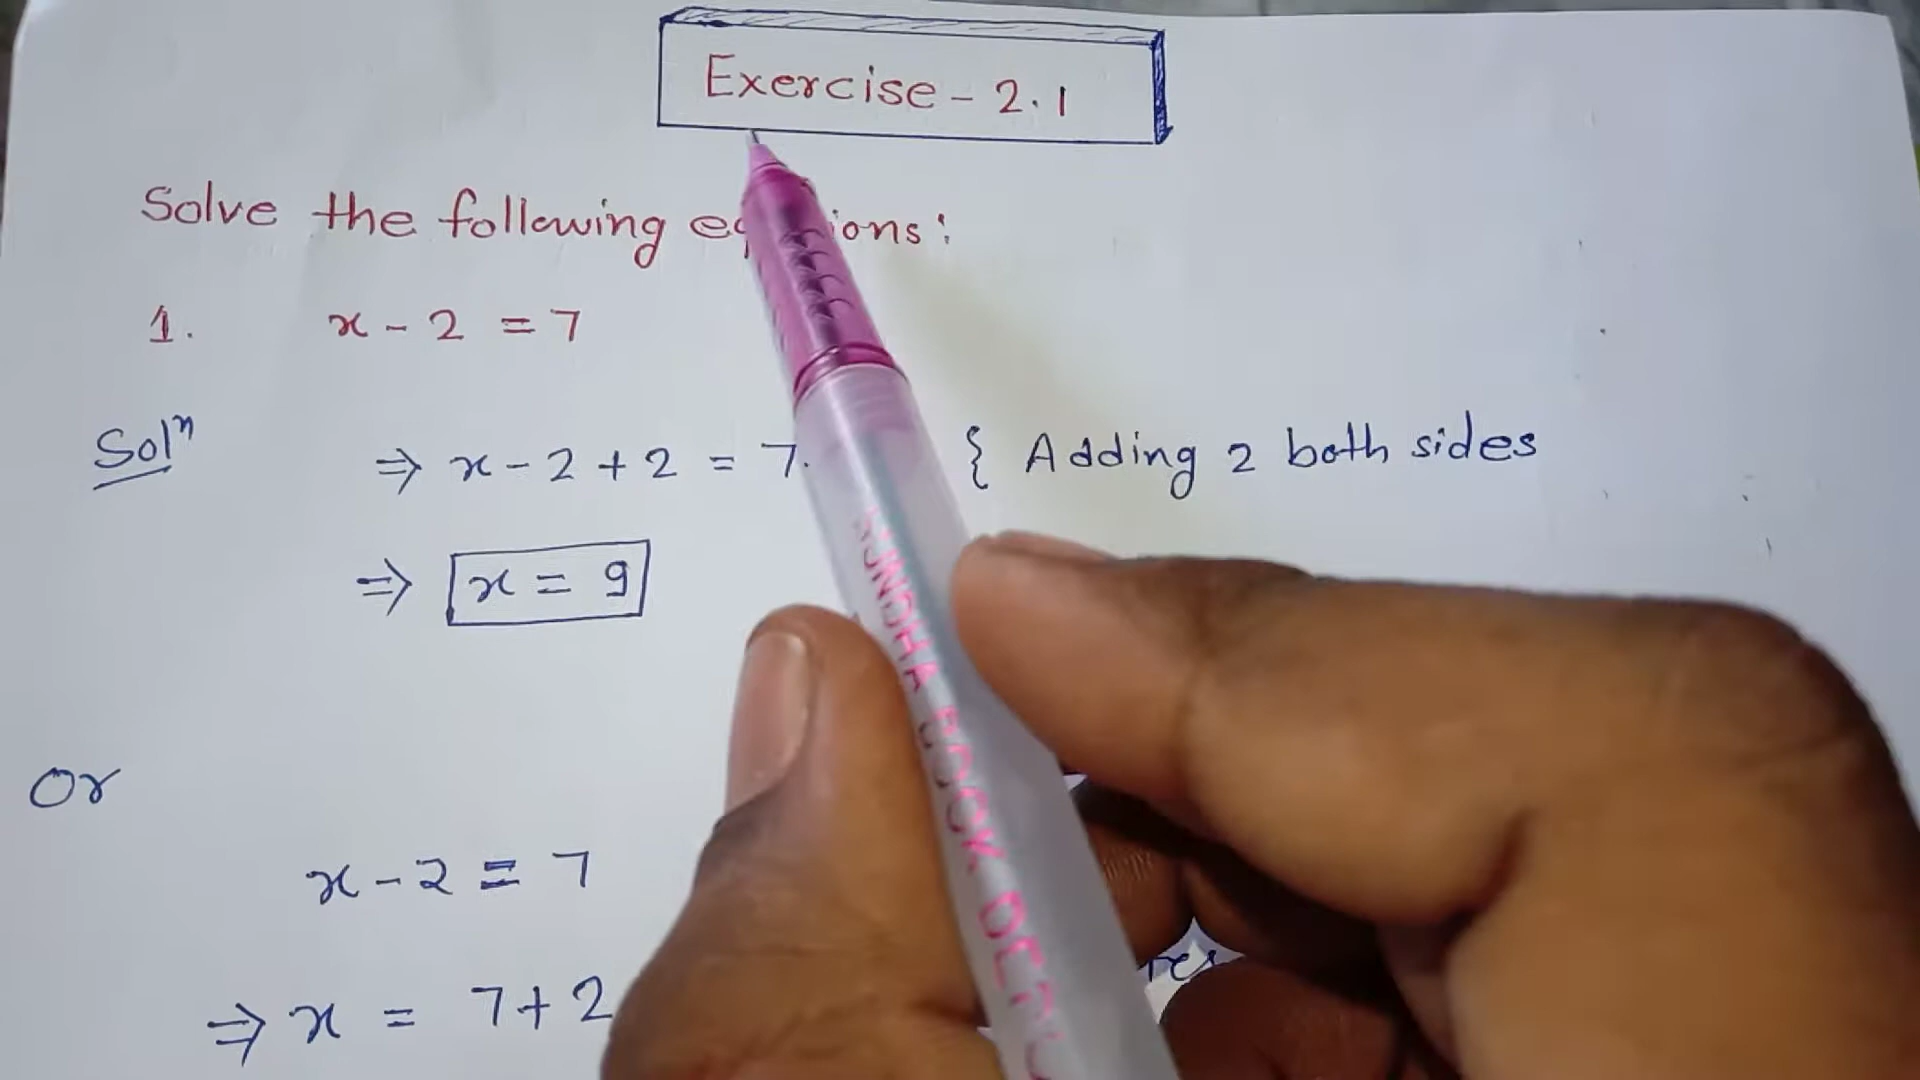 Exercise - 2.1
Solve the following :
1. x - 2 = 7
Solⁿ ⇒ x - 2 + 2 = 7 { Adding 2 both sides
⇒ x = 9
Or
x - 2 = 7
⇒ x = 7 + 2